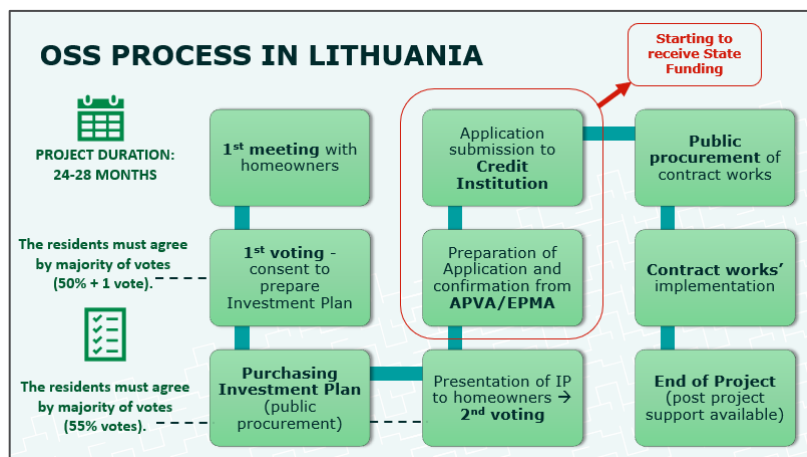 OSS PROCESS IN LITHUANIA
Starting to
receive State
Funding
PROJECT DURATION:
24-28 MONTHS
1st meeting with
homeowners
The residents must agree
by majority of votes
(50% + 1 vote).
1st voting -
consent to
prepare Investment
Plan
The residents must agree
by majority of votes
(55% votes).
Purchasing
Investment Plan
(public
procurement)
Presentation of IP
to homeowners →
2nd voting
Preparation of
Application and
confirmation from
APVA/EPMA
Application
submission to
Credit
Institution
Public
procurement of
contract works
Contract works’
implementation
End of Project
(post project
support available)